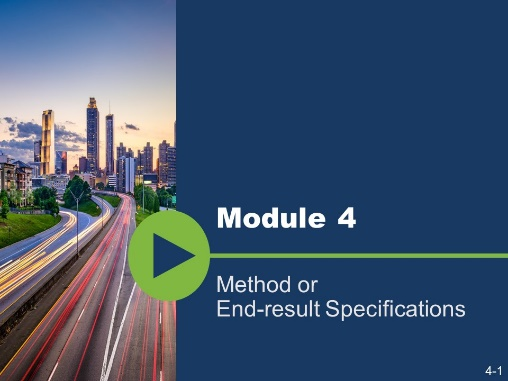 Module 4
Method or
End-result Specifications
4-1